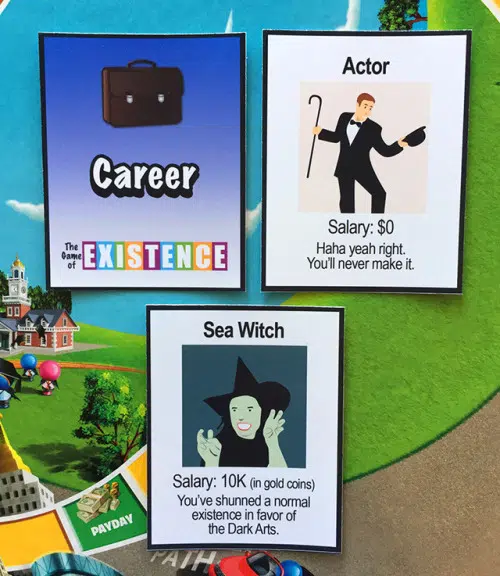 Career
The
Game
of
EXISTENCE
Actor
Salary: $0
Haha yeah right.
You'll never make it.
Sea Witch
Salary: 10K (in gold coins)
You've shunned a normal
existence in favor of
the Dark Arts.
PAYDAY
PATH